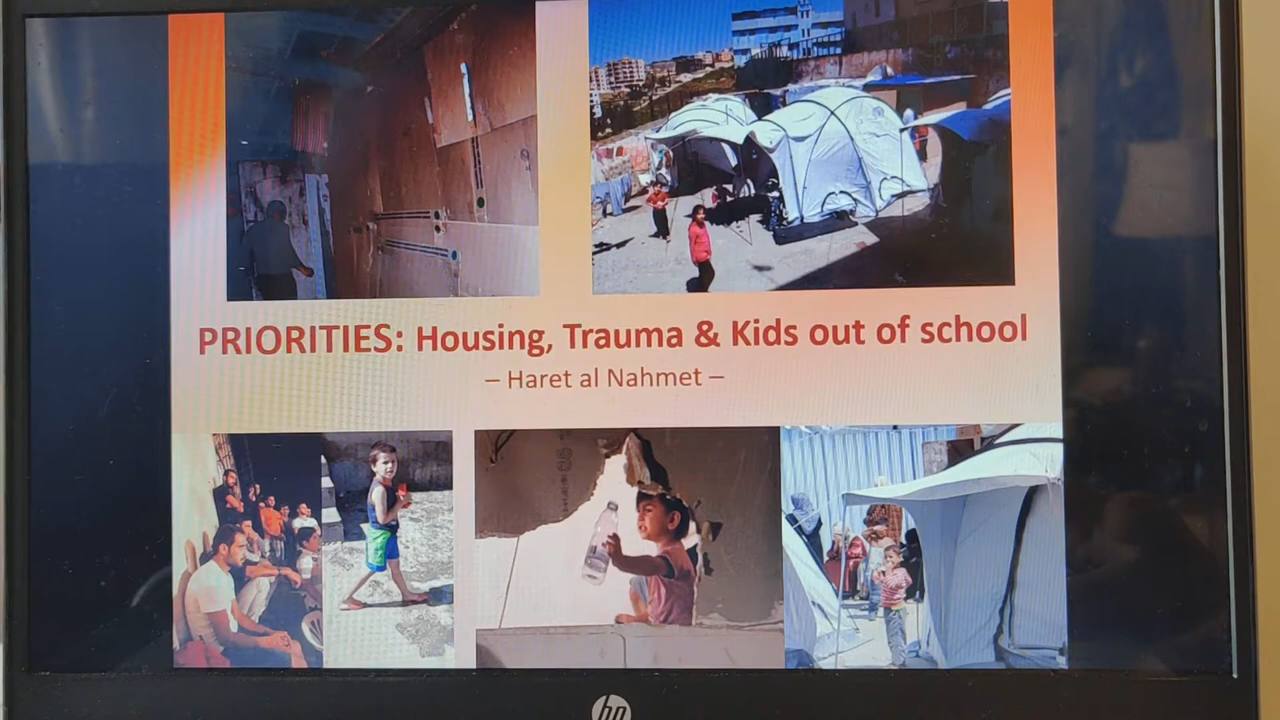 PRIORITIES: Housing, Trauma & Kids out of school
– Haret al Nahmet –
hp